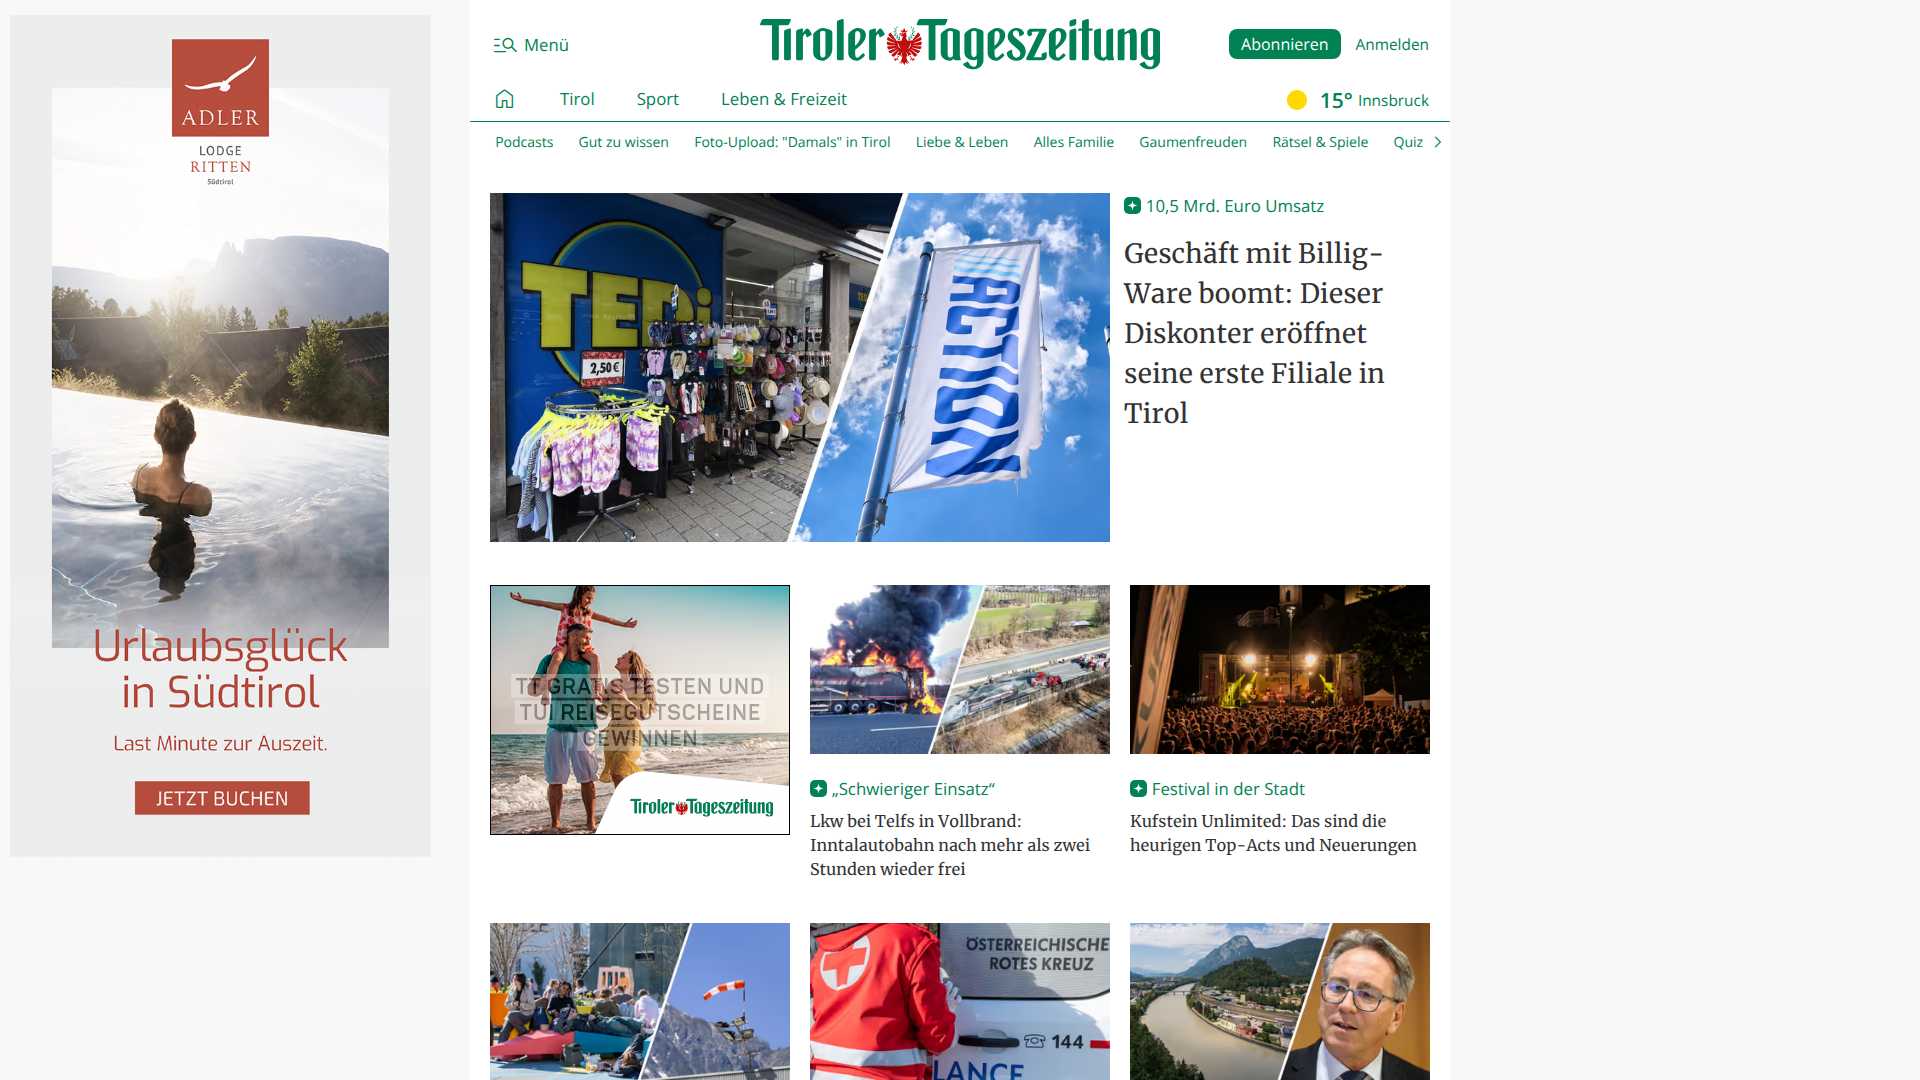 ADLER
LODGE
RITTEN
Südtirol
Urlaubsglück
in Südtirol
Last Minute zur Auszeit.
JETZT BUCHEN
Menü
Tiroler Tageszeitung
Abonnieren
Anmelden
Tirol
Sport
Leben & Freizeit
15° Innsbruck
Podcasts
Gut zu wissen
Foto-Upload: "Damals" in Tirol
Liebe & Leben
Alles Familie
Gaumenfreuden
Rätsel & Spiele
Quiz
TEDi
2,50 €
ACTION
10,5 Mrd. Euro Umsatz
Geschäft mit Billig-
Ware boomt: Dieser
Diskonter eröffnet
seine erste Filiale in
Tirol
TT GRATIS TESTEN UND
TUI REISEGUTSCHEINE
GEWINNEN
Tiroler Tageszeitung
„Schwieriger Einsatz“
Lkw bei Telfs in Vollbrand:
Inntalautobahn nach mehr als zwei
Stunden wieder frei
Festival in der Stadt
Kufstein Unlimited: Das sind die
heurigen Top-Acts und Neuerungen
ÖSTERREICHISCHE
ROTES KREUZ
144
LANCE